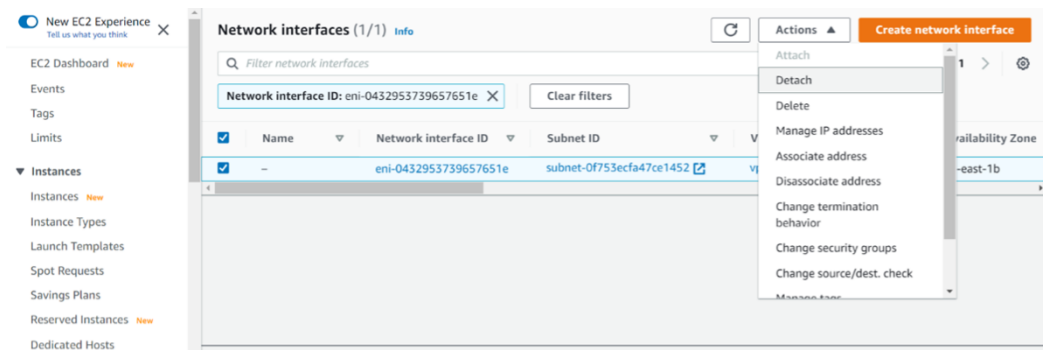 New EC2 Experience
Tell us what you think
EC2 Dashboard New
Events
Tags
Limits
Instances
Instances New
Instance Types
Launch Templates
Spot Requests
Savings Plans
Reserved Instances New
Dedicated Hosts
Network interfaces (1/1) Info
Actions
Create network interface
Filter network interfaces
1
Network interface ID: eni-0432953739657651e
Clear filters
Name Network interface ID Subnet ID V vailability Zone
– eni-0432953739657651e subnet-0f753ecfa47ce1452 vp -east-1b
Attach
Detach
Delete
Manage IP addresses
Associate address
Disassociate address
Change termination
behavior
Change security groups
Change source/dest. check
Manage tags